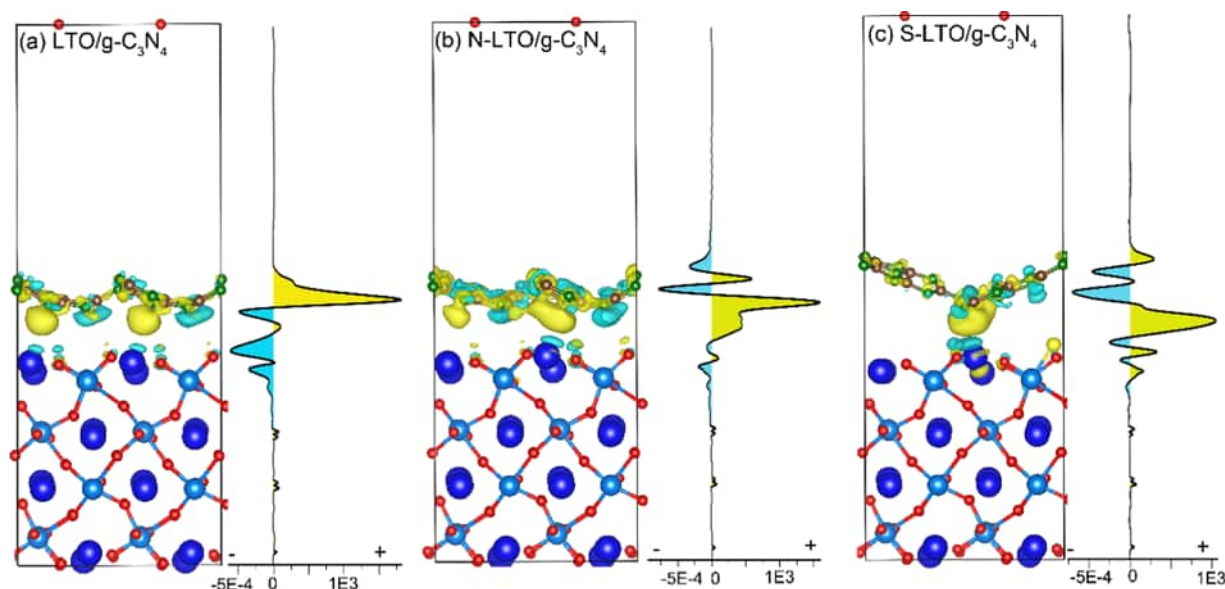 (a) LTO/g-C₃N₄
(b) N-LTO/g-C₃N₄
(c) S-LTO/g-C₃N₄
- +
-5E-4 0 1E3
- +
-5E-4 0 1E3
- +
-5E-4 0 1E3